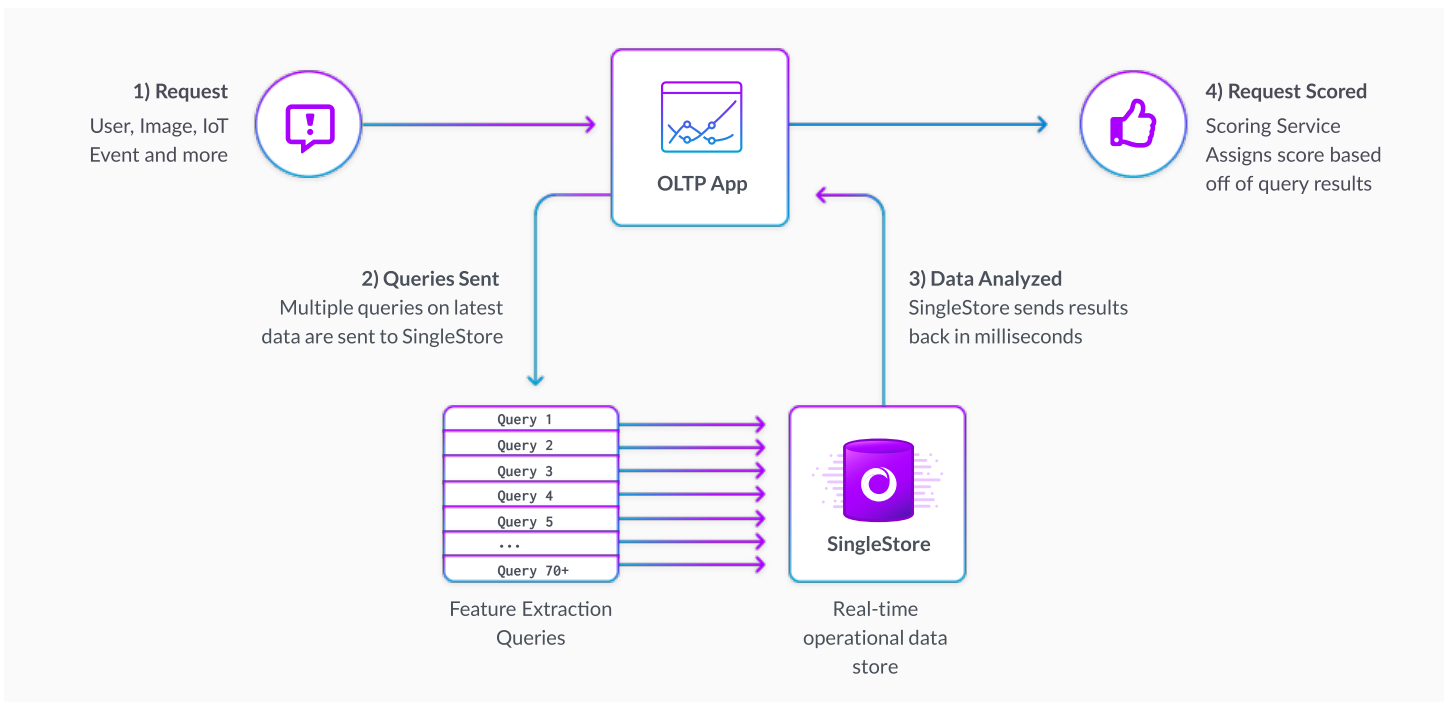 1) Request
User, Image, IoT
Event and more
OLTP App
4) Request Scored
Scoring Service
Assigns score based
off of query results
2) Queries Sent
Multiple queries on latest
data are sent to SingleStore
3) Data Analyzed
SingleStore sends results
back in milliseconds
Query 1
Query 2
Query 3
Query 4
Query 5
...
Query 70+
Feature Extraction
Queries
SingleStore
Real-time
operational data
store